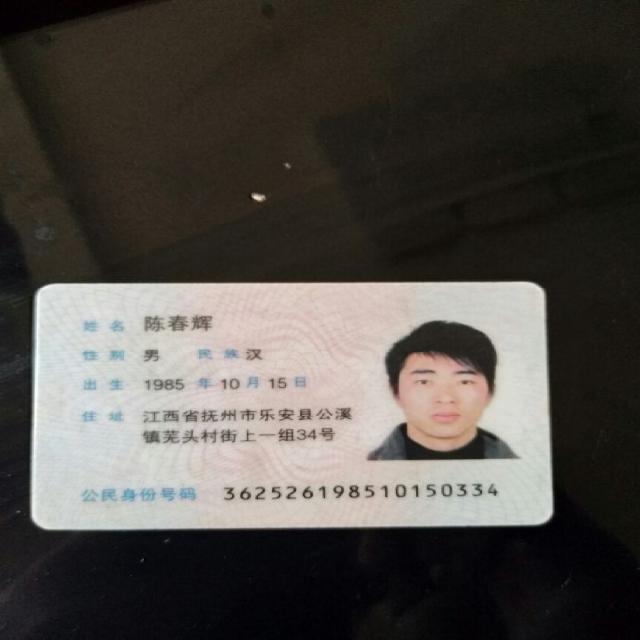 姓名 陈春辉
性别 男 民族 汉
出生 1985 年 10 月 15 日
住址 江西省抚州市乐安县公溪
镇芜头村街上一组34号
公民身份号码 362526198510150334